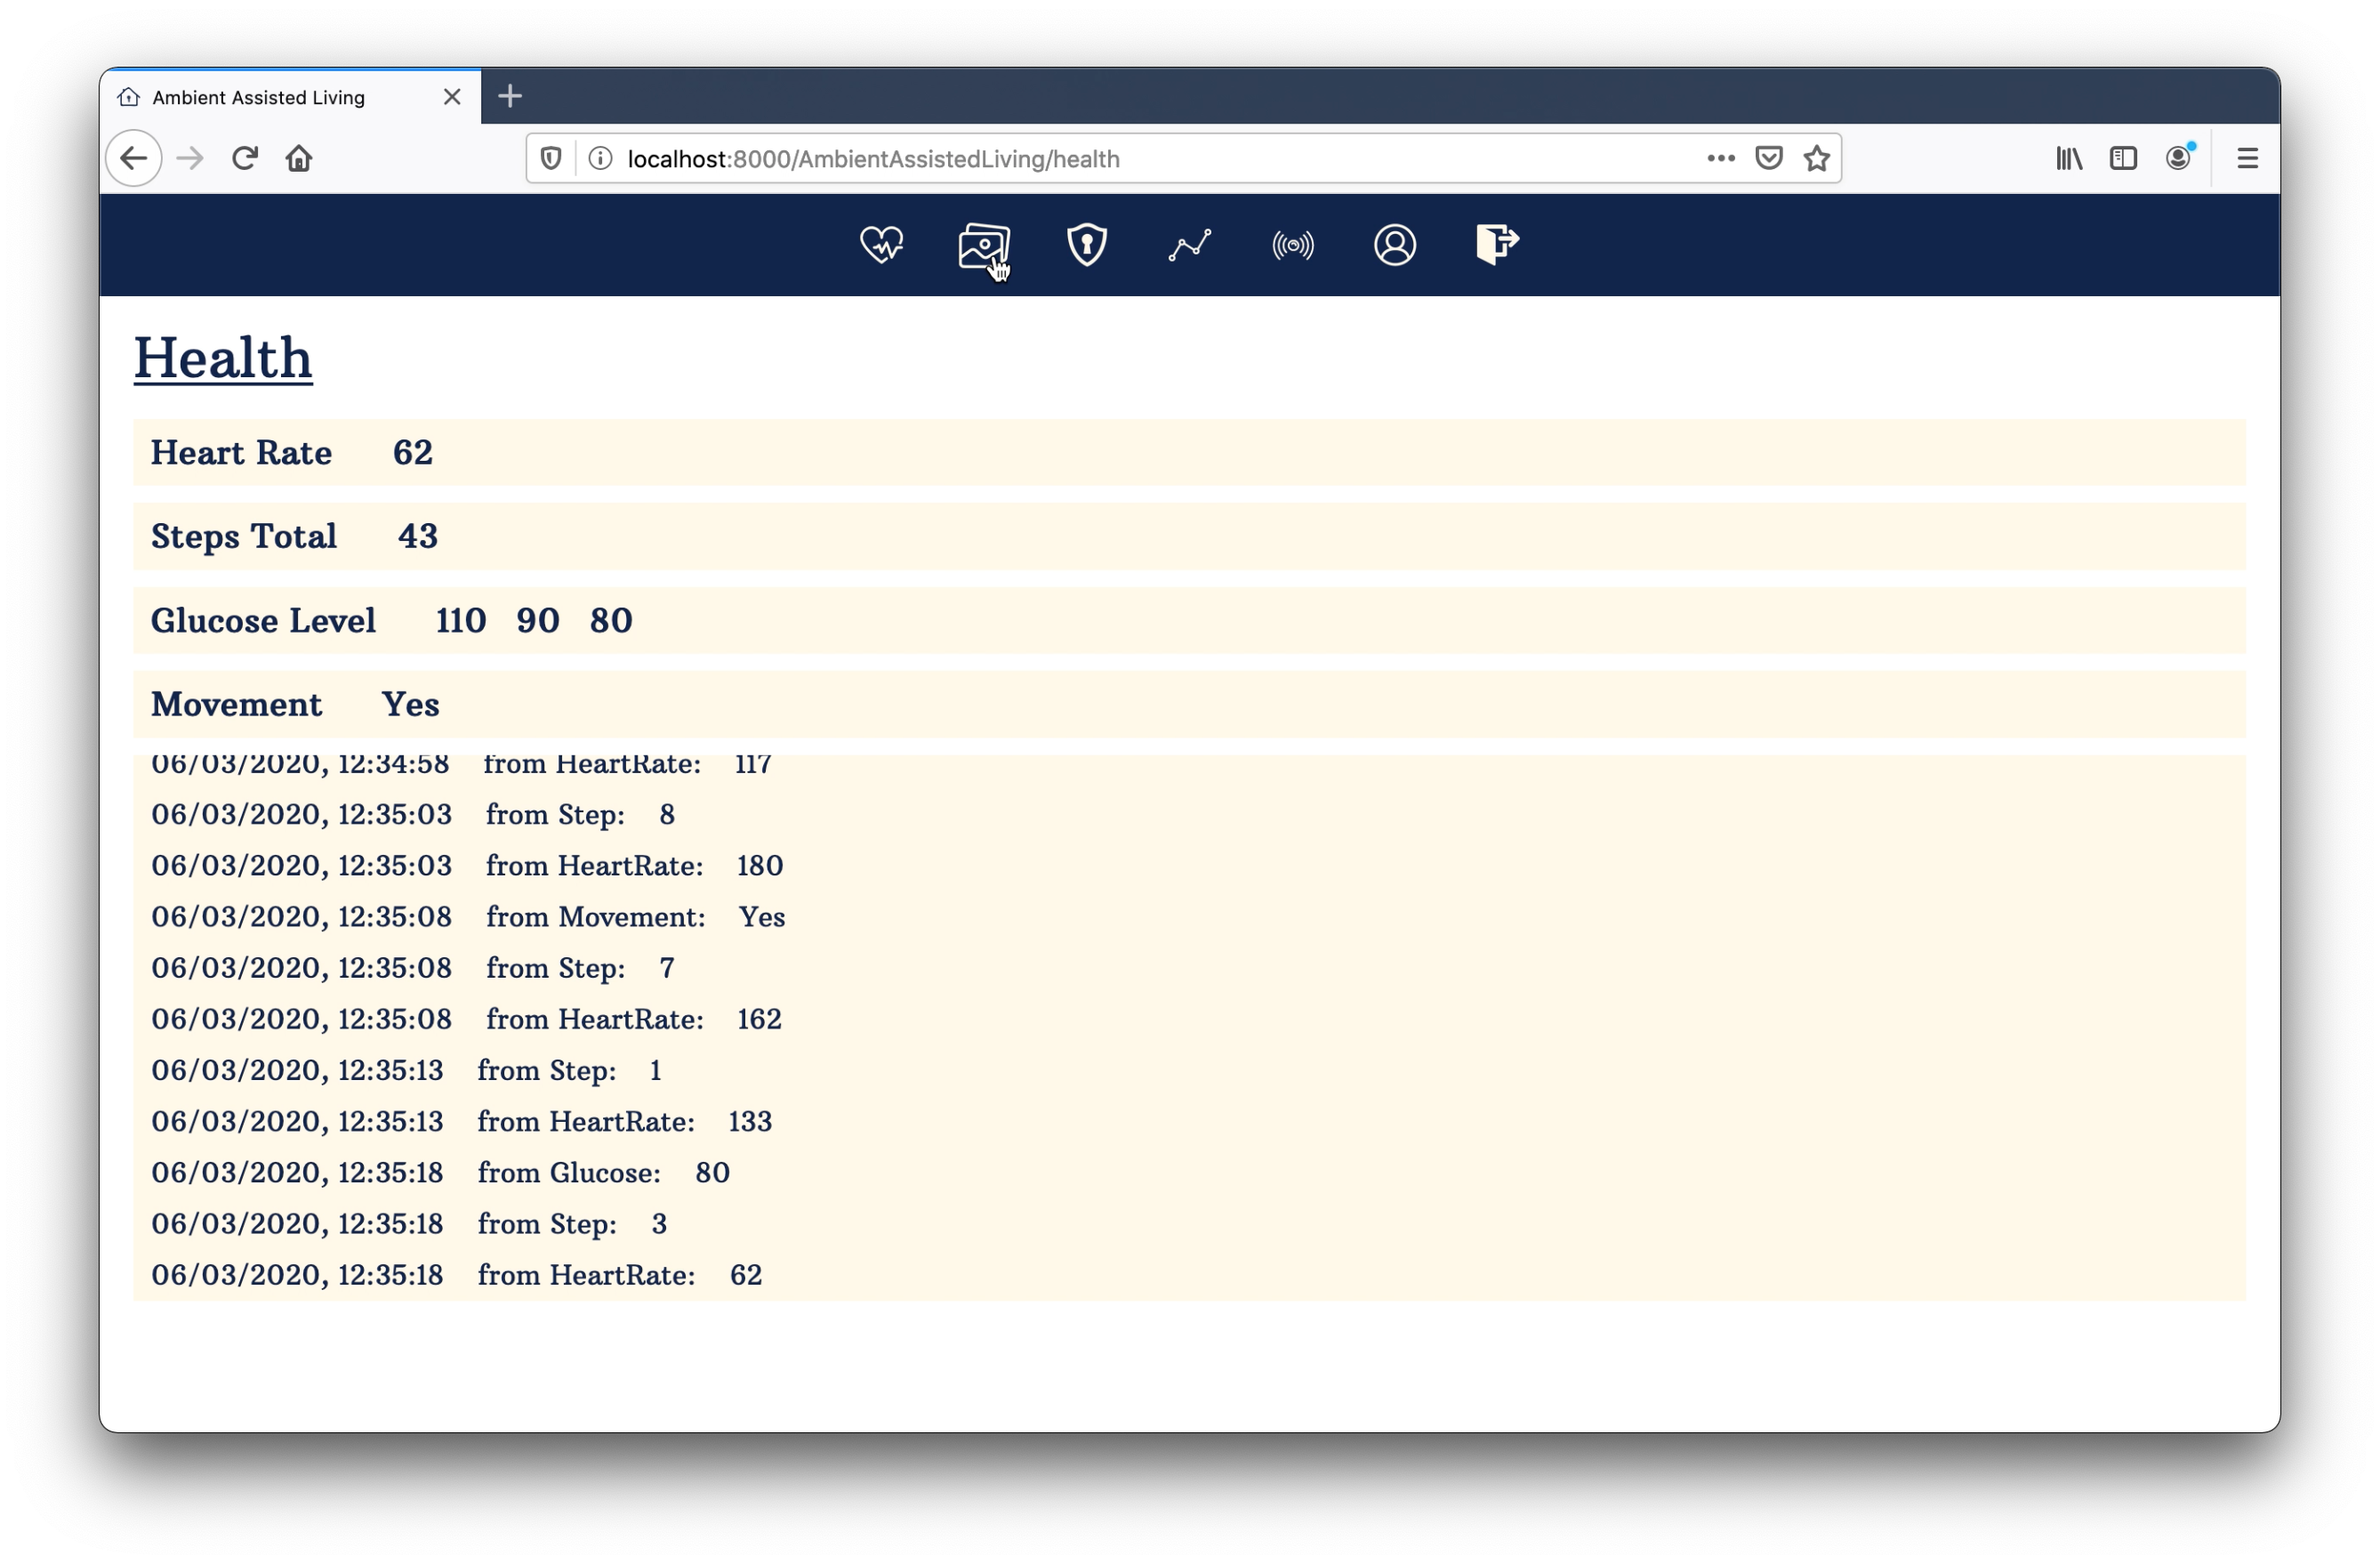 Ambient Assisted Living
localhost:8000/AmbientAssistedLiving/health
Health
Heart Rate 62
Steps Total 43
Glucose Level 110 90 80
Movement Yes
06/03/2020, 12:34:58 from HeartRate: 117
06/03/2020, 12:35:03 from Step: 8
06/03/2020, 12:35:03 from HeartRate: 180
06/03/2020, 12:35:08 from Movement: Yes
06/03/2020, 12:35:08 from Step: 7
06/03/2020, 12:35:08 from HeartRate: 162
06/03/2020, 12:35:13 from Step: 1
06/03/2020, 12:35:13 from HeartRate: 133
06/03/2020, 12:35:18 from Glucose: 80
06/03/2020, 12:35:18 from Step: 3
06/03/2020, 12:35:18 from HeartRate: 62